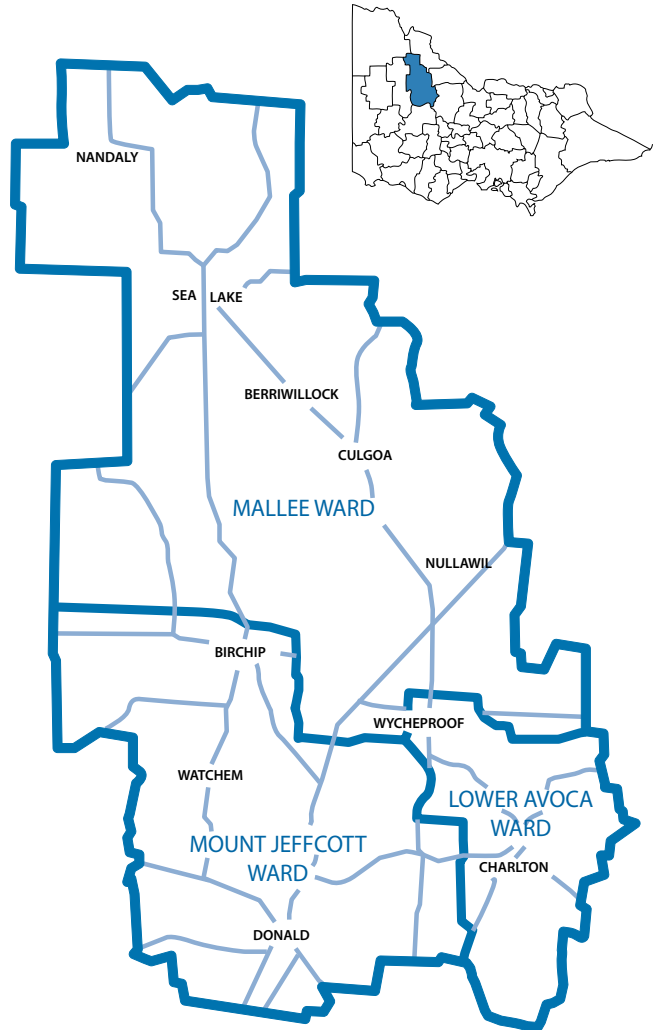 NANDALY
SEA LAKE
BERRIWILLOCK
CULGOA
MALLEE WARD
NULLAWIL
BIRCHIP
WYCHEPROOF
WATCHEM
LOWER AVOCA
WARD
MOUNT JEFFCOTT
WARD
CHARLTON
DONALD